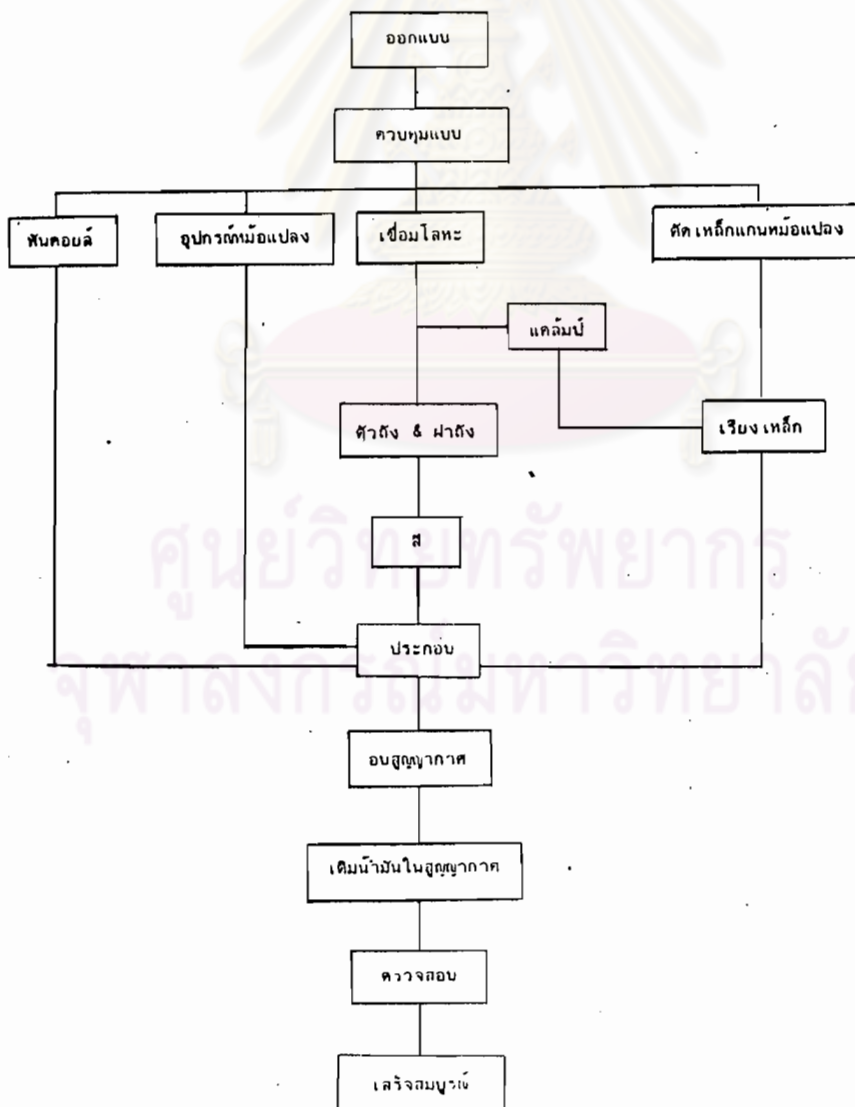 ออกแบบ
ควบคุมแบบ
พันคอยล์
อุปกรณ์หม้อแปลง
เชื่อมโลหะ
ตัดเหล็กแกนหม้อแปลง
แคล้มป์
ตัวถัง & ฝาถัง
เรียงเหล็ก
สี
ศูนย์วิทยทรัพยากร
ประกอบ
จุฬาลงกรณ์มหาวิทยาลัย
อบสูญญากาศ
เติมน้ำมันในสูญญากาศ
ตรวจสอบ
เสร็จสมบูรณ์